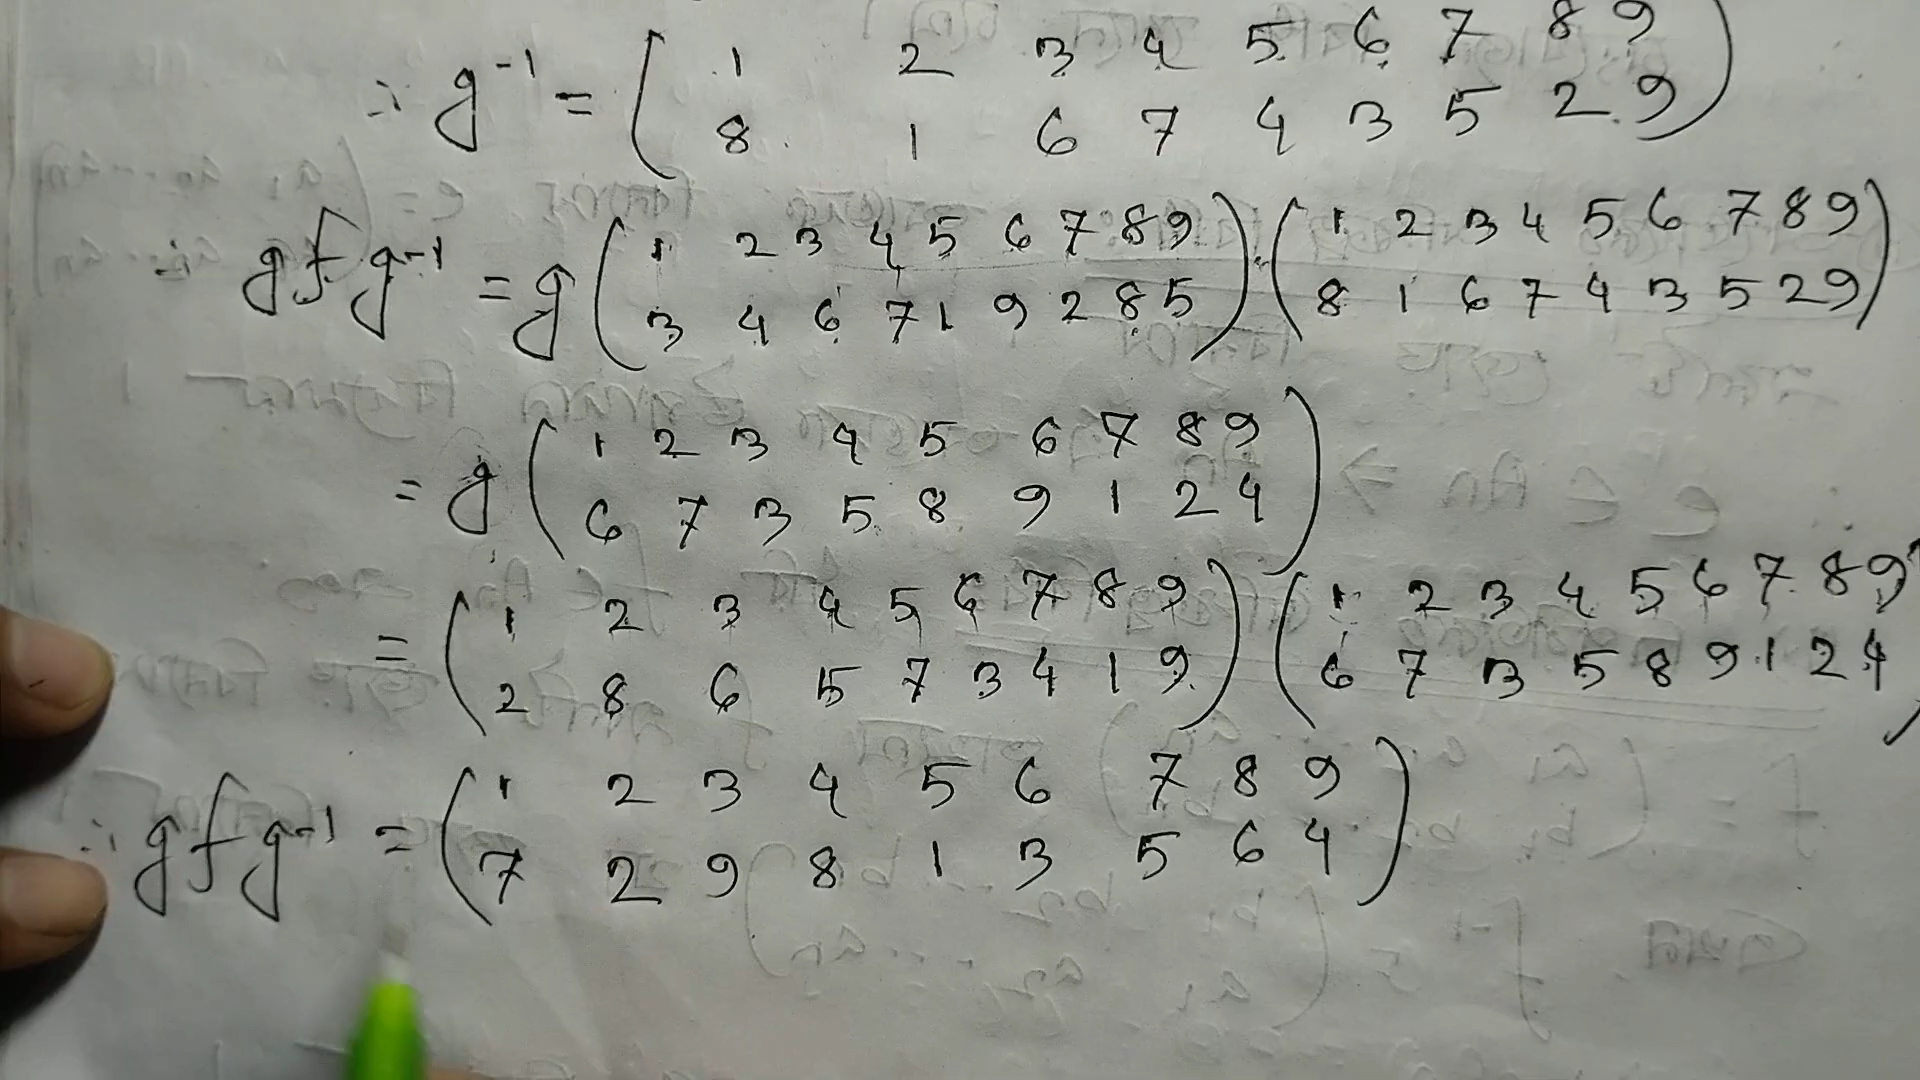 ∴ g⁻¹ = ( 1 2 3 4 5 6 7 8 9
8 1 6 7 4 3 5 2 9 )
∴ g f g⁻¹ = g ( 1 2 3 4 5 6 7 8 9 ) ( 1 2 3 4 5 6 7 8 9 )
( 3 4 6 7 1 9 2 8 5 ) ( 8 1 6 7 4 3 5 2 9 )
= g ( 1 2 3 4 5 6 7 8 9
6 7 3 5 8 9 1 2 4 )
= ( 1 2 3 4 5 6 7 8 9 ) ( 1 2 3 4 5 6 7 8 9 )
( 2 8 6 5 7 3 4 1 9 ) ( 6 7 3 5 8 9 1 2 4 )
∴ g f g⁻¹ = ( 1 2 3 4 5 6 7 8 9
7 2 9 8 1 3 5 6 4 )